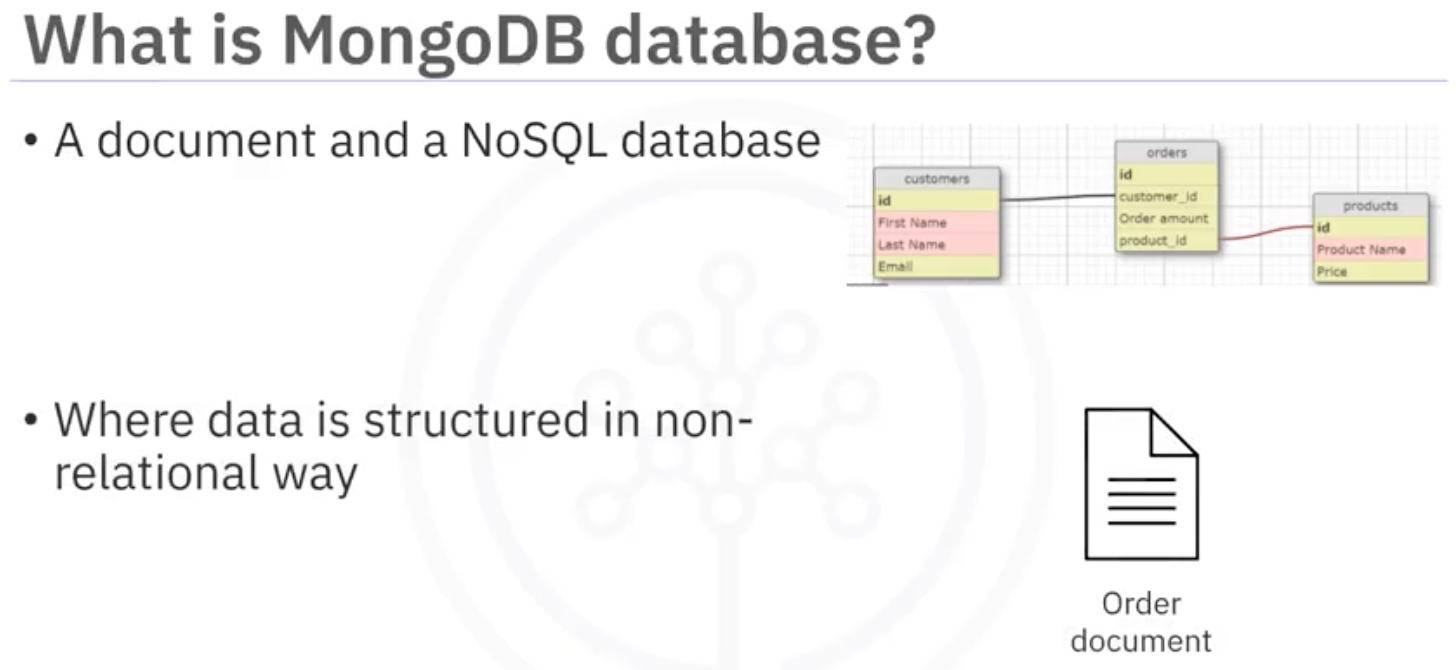 What is MongoDB database?
• A document and a NoSQL database
customers
id
First Name
Last Name
Email
orders
id
customer_id
Order amount
product_id
products
id
Product Name
Price
• Where data is structured in non-
relational way
Order
document